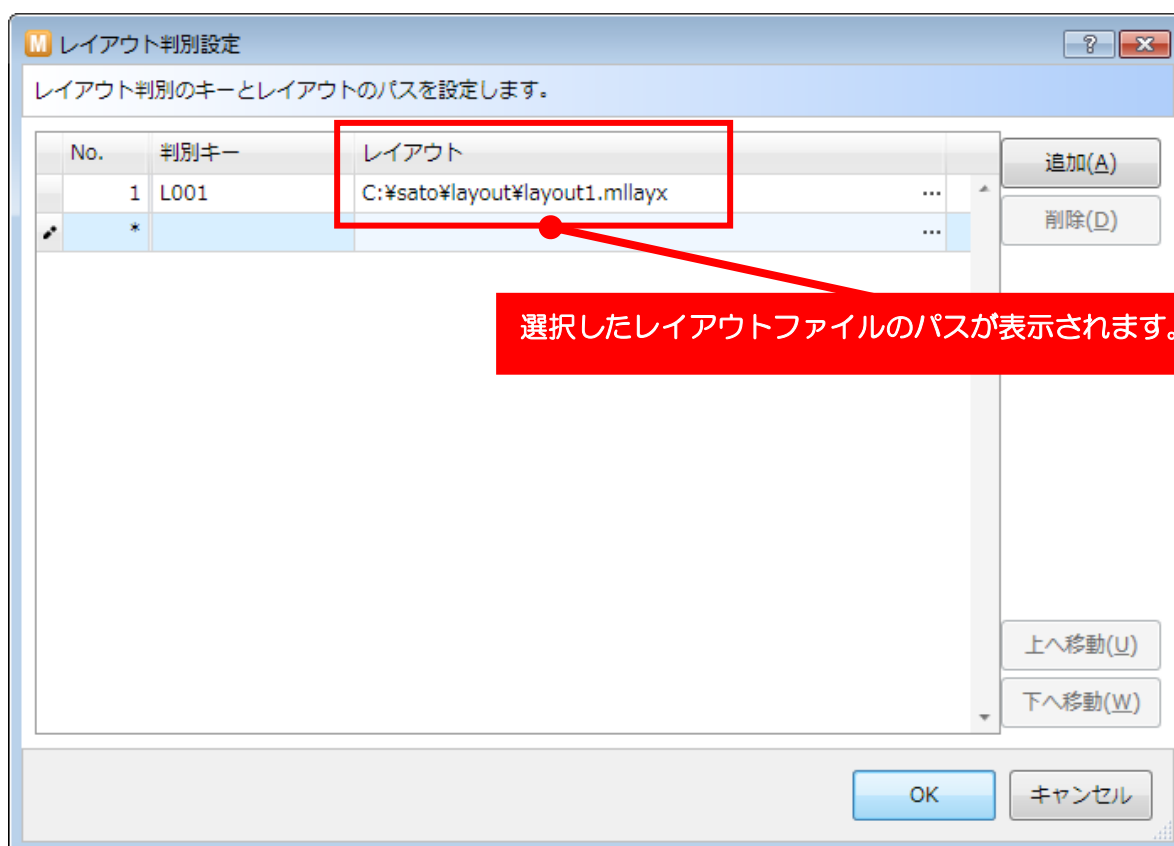 M レイアウト判別設定 ?
レイアウト判別のキーとレイアウトのパスを設定します。
No. 判別キー レイアウト
1 L001 C:¥sato¥layout¥layout1.mllayx ...
* ...
追加(A)
削除(D)
選択したレイアウトファイルのパスが表示されます。
上へ移動(U)
下へ移動(W)
OK キャンセル